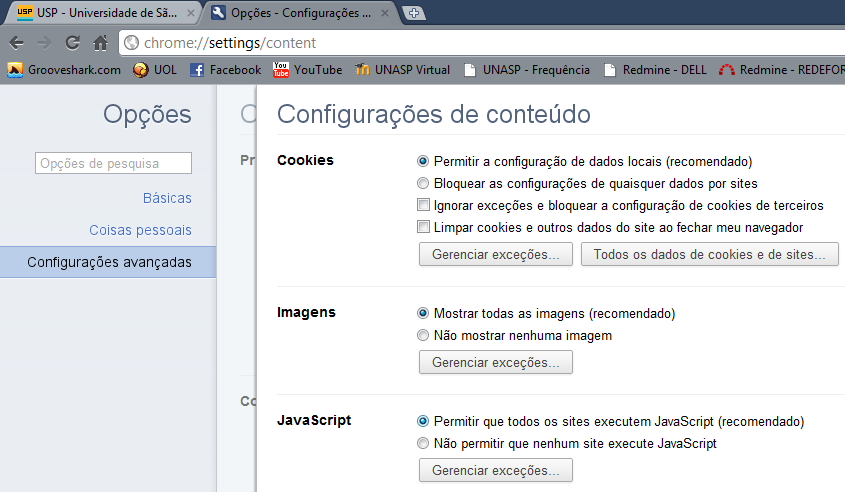 USP USP - Universidade de Sã...
Opções - Configurações ...
chrome://settings/content
Grooveshark.com UOL Facebook You Tube YouTube UNASP Virtual UNASP - Frequência Redmine - DELL Redmine - REDEFOR
Opções
Opções de pesquisa
Básicas
Coisas pessoais
Configurações avançadas
C
Pr
Co
Configurações de conteúdo
Cookies
Permitir a configuração de dados locais (recomendado)
Bloquear as configurações de quaisquer dados por sites
Ignorar exceções e bloquear a configuração de cookies de terceiros
Limpar cookies e outros dados do site ao fechar meu navegador
Gerenciar exceções... Todos os dados de cookies e de sites...
Imagens
Mostrar todas as imagens (recomendado)
Não mostrar nenhuma imagem
Gerenciar exceções...
JavaScript
Permitir que todos os sites executem JavaScript (recomendado)
Não permitir que nenhum site execute JavaScript
Gerenciar exceções...